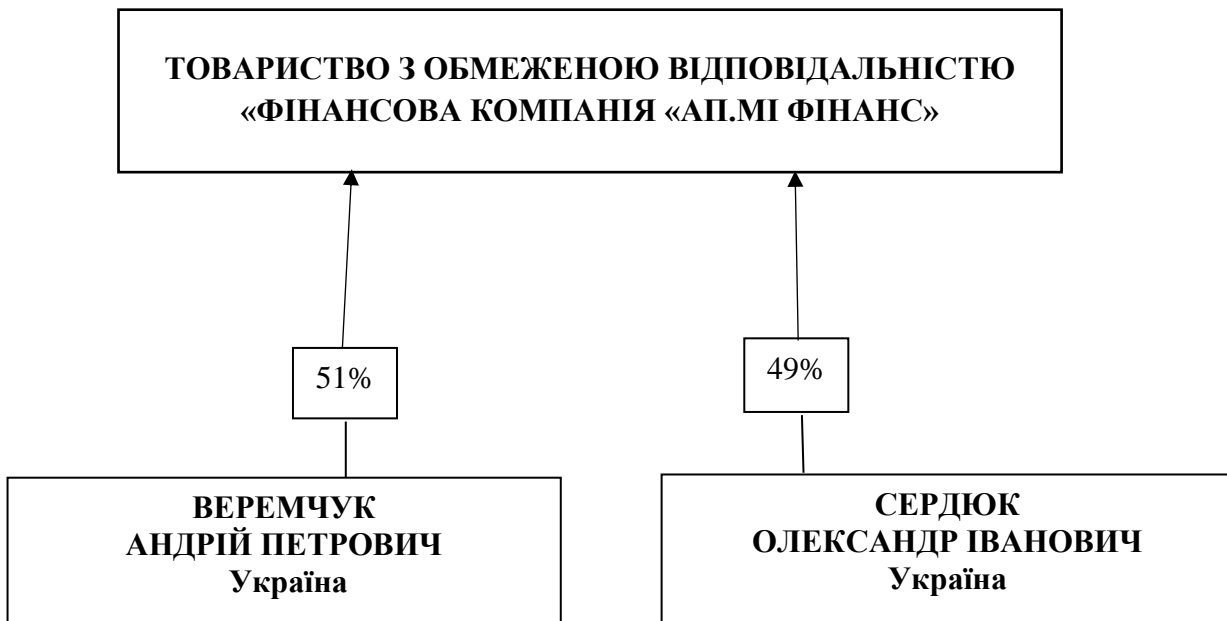 ТОВАРИСТВО З ОБМЕЖЕНОЮ ВІДПОВІДАЛЬНІСТЮ
«ФІНАНСОВА КОМПАНІЯ «АП.МІ ФІНАНС»
51%
49%
ВЕРЕМЧУК
АНДРІЙ ПЕТРОВИЧ
Україна
СЕРДЮК
ОЛЕКСАНДР ІВАНОВИЧ
Україна